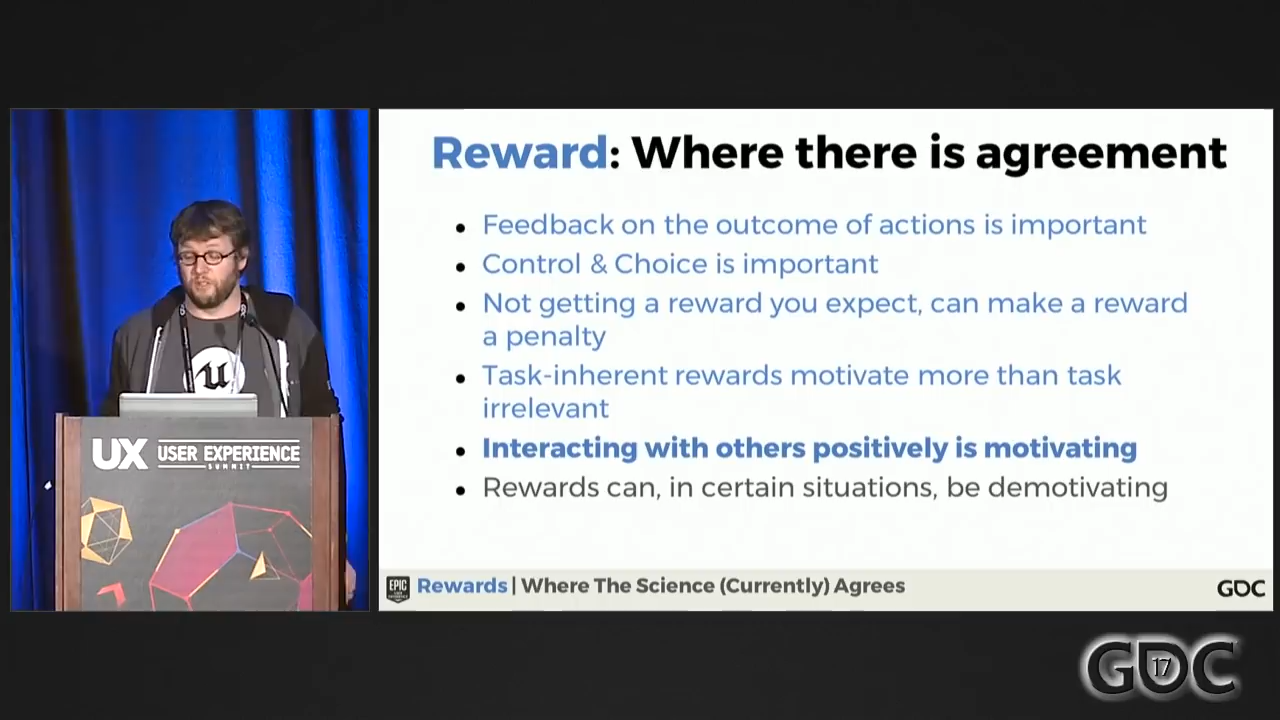 Reward: Where there is agreement
Feedback on the outcome of actions is important
Control & Choice is important
Not getting a reward you expect, can make a reward
a penalty
Task-inherent rewards motivate more than task
irrelevant
Interacting with others positively is motivating
Rewards can, in certain situations, be demotivating
EPIC
Rewards | Where The Science (Currently) Agrees
GDC
UX USER EXPERIENCE
SUMMIT
GDC
17